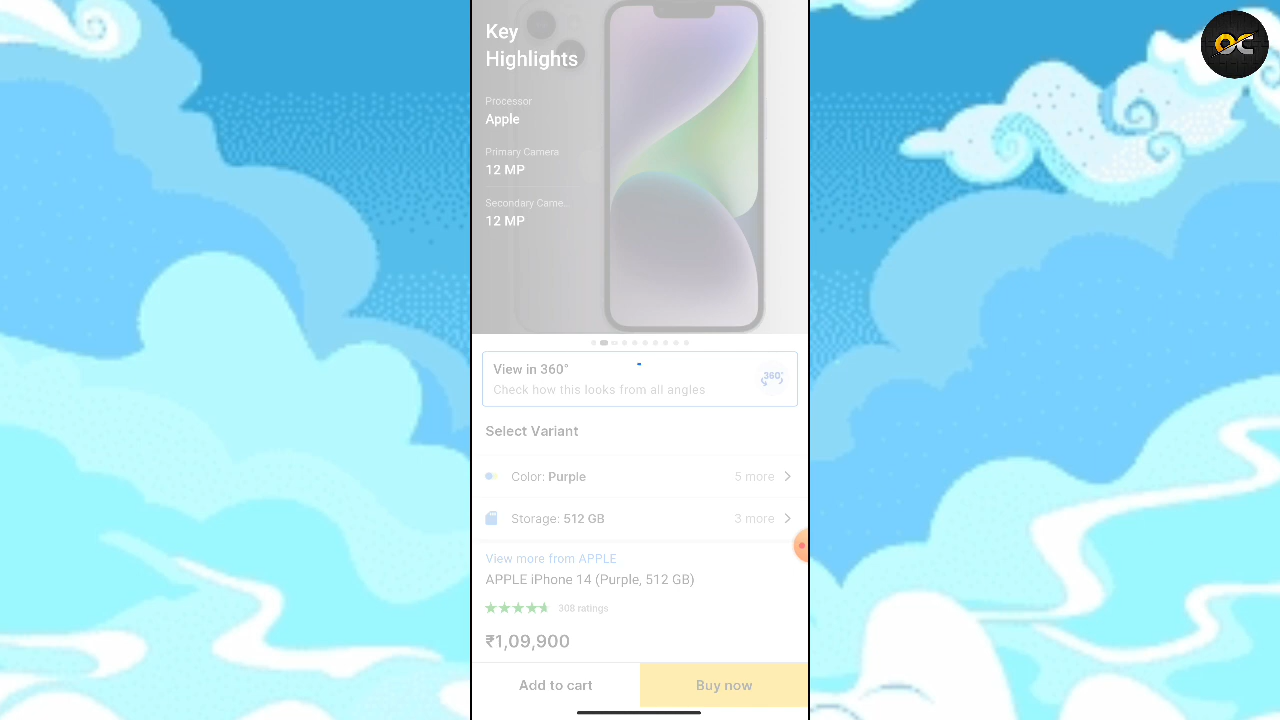 Key
Highlights
Processor
Apple
Primary Camera
12 MP
Secondary Came..
12 MP
View in 360°
Check how this looks from all angles
360°
Select Variant
Color: Purple
5 more
Storage: 512 GB
3 more
View more from APPLE
APPLE iPhone 14 (Purple, 512 GB)
308 ratings
₹1,09,900
Add to cart
Buy now
OC